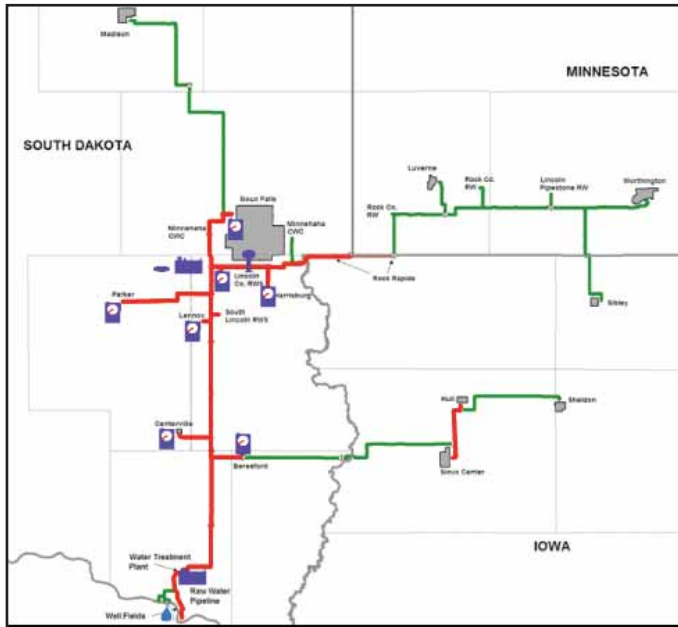 Madison
MINNESOTA
SOUTH DAKOTA
Luverne
Rock Co.
RW
Lincoln
Pipestone RW
Worthington
Sioux Falls
Rock Co.
RW
Minnehaha
CWC
Minnehaha
CWC
Rock Rapids
Lincoln
Co. RWS
Harrisburg
Parker
Sibley
Lennox
South
Lincoln RWS
Hull
Sheldon
Centerville
Beresford
Sioux Center
IOWA
Water Treatment
Plant
Raw Water
Pipeline
Well Fields